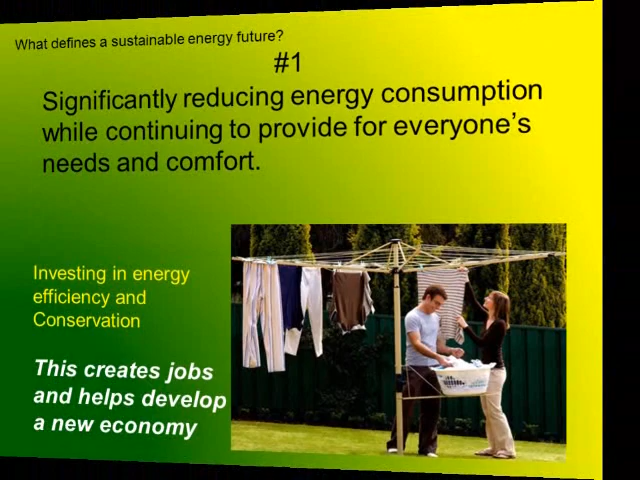 What defines a sustainable energy future?
#1
Significantly reducing energy consumption
while continuing to provide for everyone's
needs and comfort.
Investing in energy
efficiency and
Conservation
This creates jobs
and helps develop
a new economy